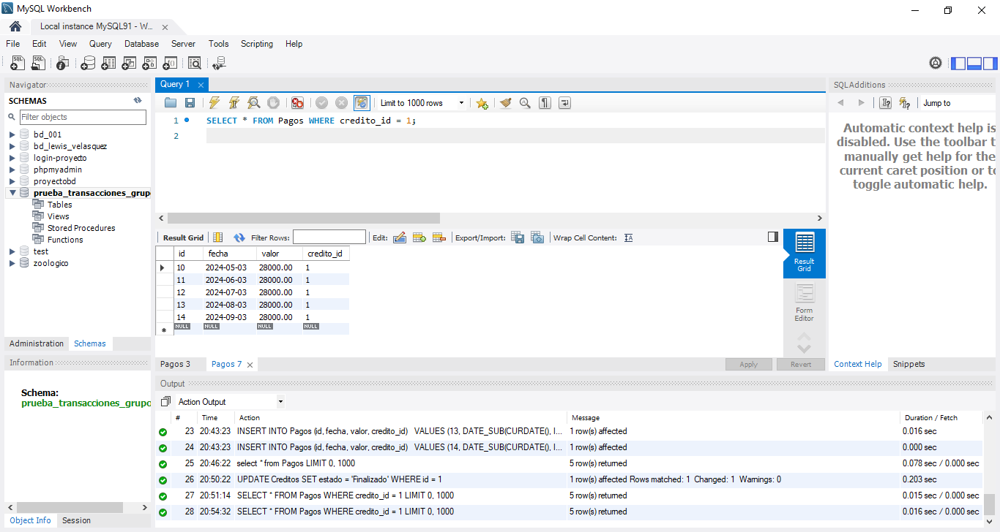 MySQL Workbench
Local instance MySQL91 - W...
File Edit View Query Database Server Tools Scripting Help
Navigator
SCHEMAS
Filter objects
bd_001
bd_lewis_velasquez
login-proyecto
phpmyadmin
proyectobd
prueba_transacciones_grupo
Tables
Views
Stored Procedures
Functions
test
zoologico
Administration Schemas
Information
Schema:
prueba_transacciones_grupo
Object Info Session
Query 1
Limit to 1000 rows
1 SELECT * FROM Pagos WHERE credito_id = 1;
2
Result Grid Filter Rows: Edit: Export/Import: Wrap Cell Content:
id fecha valor credito_id
10 2024-05-03 28000.00 1
11 2024-06-03 28000.00 1
12 2024-07-03 28000.00 1
13 2024-08-03 28000.00 1
14 2024-09-03 28000.00 1
NULL NULL NULL NULL
Result
Grid
Form
Editor
Pagos 3 Pagos 7 Apply Revert
SQLAdditions
Jump to
Automatic context help is
disabled. Use the toolbar t
manually get help for the
current caret position or to
toggle automatic help.
Context Help Snippets
Output
Action Output
# Time Action Message Duration / Fetch
23 20:43:23 INSERT INTO Pagos (id, fecha, valor, credito_id) VALUES (13, DATE_SUB(CURDATE(), I... 1 row(s) affected 0.016 sec
24 20:43:23 INSERT INTO Pagos (id, fecha, valor, credito_id) VALUES (14, DATE_SUB(CURDATE(), I... 1 row(s) affected 0.000 sec
25 20:46:22 select * from Pagos LIMIT 0, 1000 5 row(s) returned 0.078 sec / 0.000 sec
26 20:50:22 UPDATE Creditos SET estado = 'Finalizado' WHERE id = 1 1 row(s) affected Rows matched: 1 Changed: 1 Warnings: 0 0.203 sec
27 20:51:14 SELECT * FROM Pagos WHERE credito_id = 1 LIMIT 0, 1000 5 row(s) returned 0.015 sec / 0.000 sec
28 20:54:32 SELECT * FROM Pagos WHERE credito_id = 1 LIMIT 0, 1000 5 row(s) returned 0.016 sec / 0.000 sec